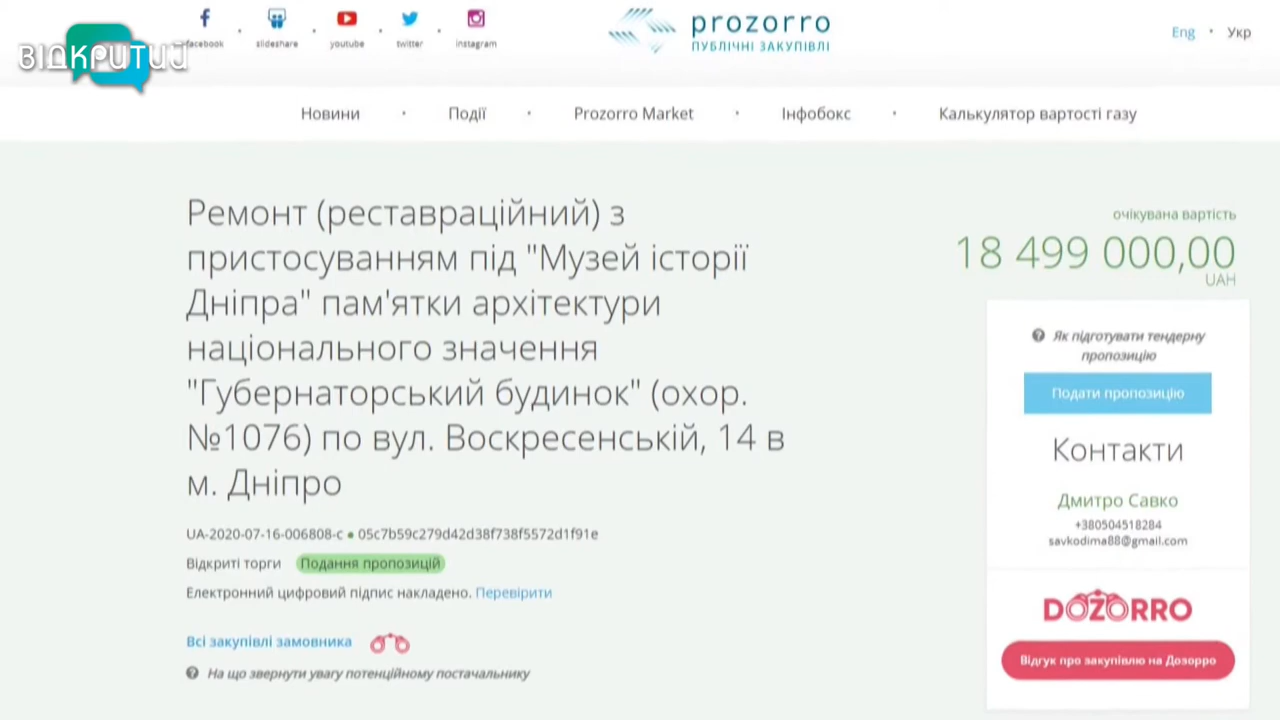 facebook
slideshare
youtube
twitter
instagram
prozorro
ПУБЛІЧНІ ЗАКУПІВЛІ
Eng • Укр
ВІДКРИТИЙ
Новини • Події • Prozorro Market • Інфобокс • Калькулятор вартості газу
Ремонт (реставраційний) з
пристосуванням під "Музей історії
Дніпра" пам'ятки архітектури
національного значення
"Губернаторський будинок" (охор.
№1076) по вул. Воскресенській, 14 в
м. Дніпро
UA-2020-07-16-006808-c ● 05c7b59c279d42d38f738f5572d1f91e
Відкриті торги Подання пропозицій
Електронний цифровий підпис накладено. Перевірити
Всі закупівлі замовника
На що звернути увагу потенційному постачальнику
очікувана вартість
18 499 000,00
UAH
Як підготувати тендерну
пропозицію
Подати пропозицію
Контакти
Дмитро Савко
+380504518284
savkodima88@gmail.com
DOZORRO
Відгук про закупівлю на Дозорро